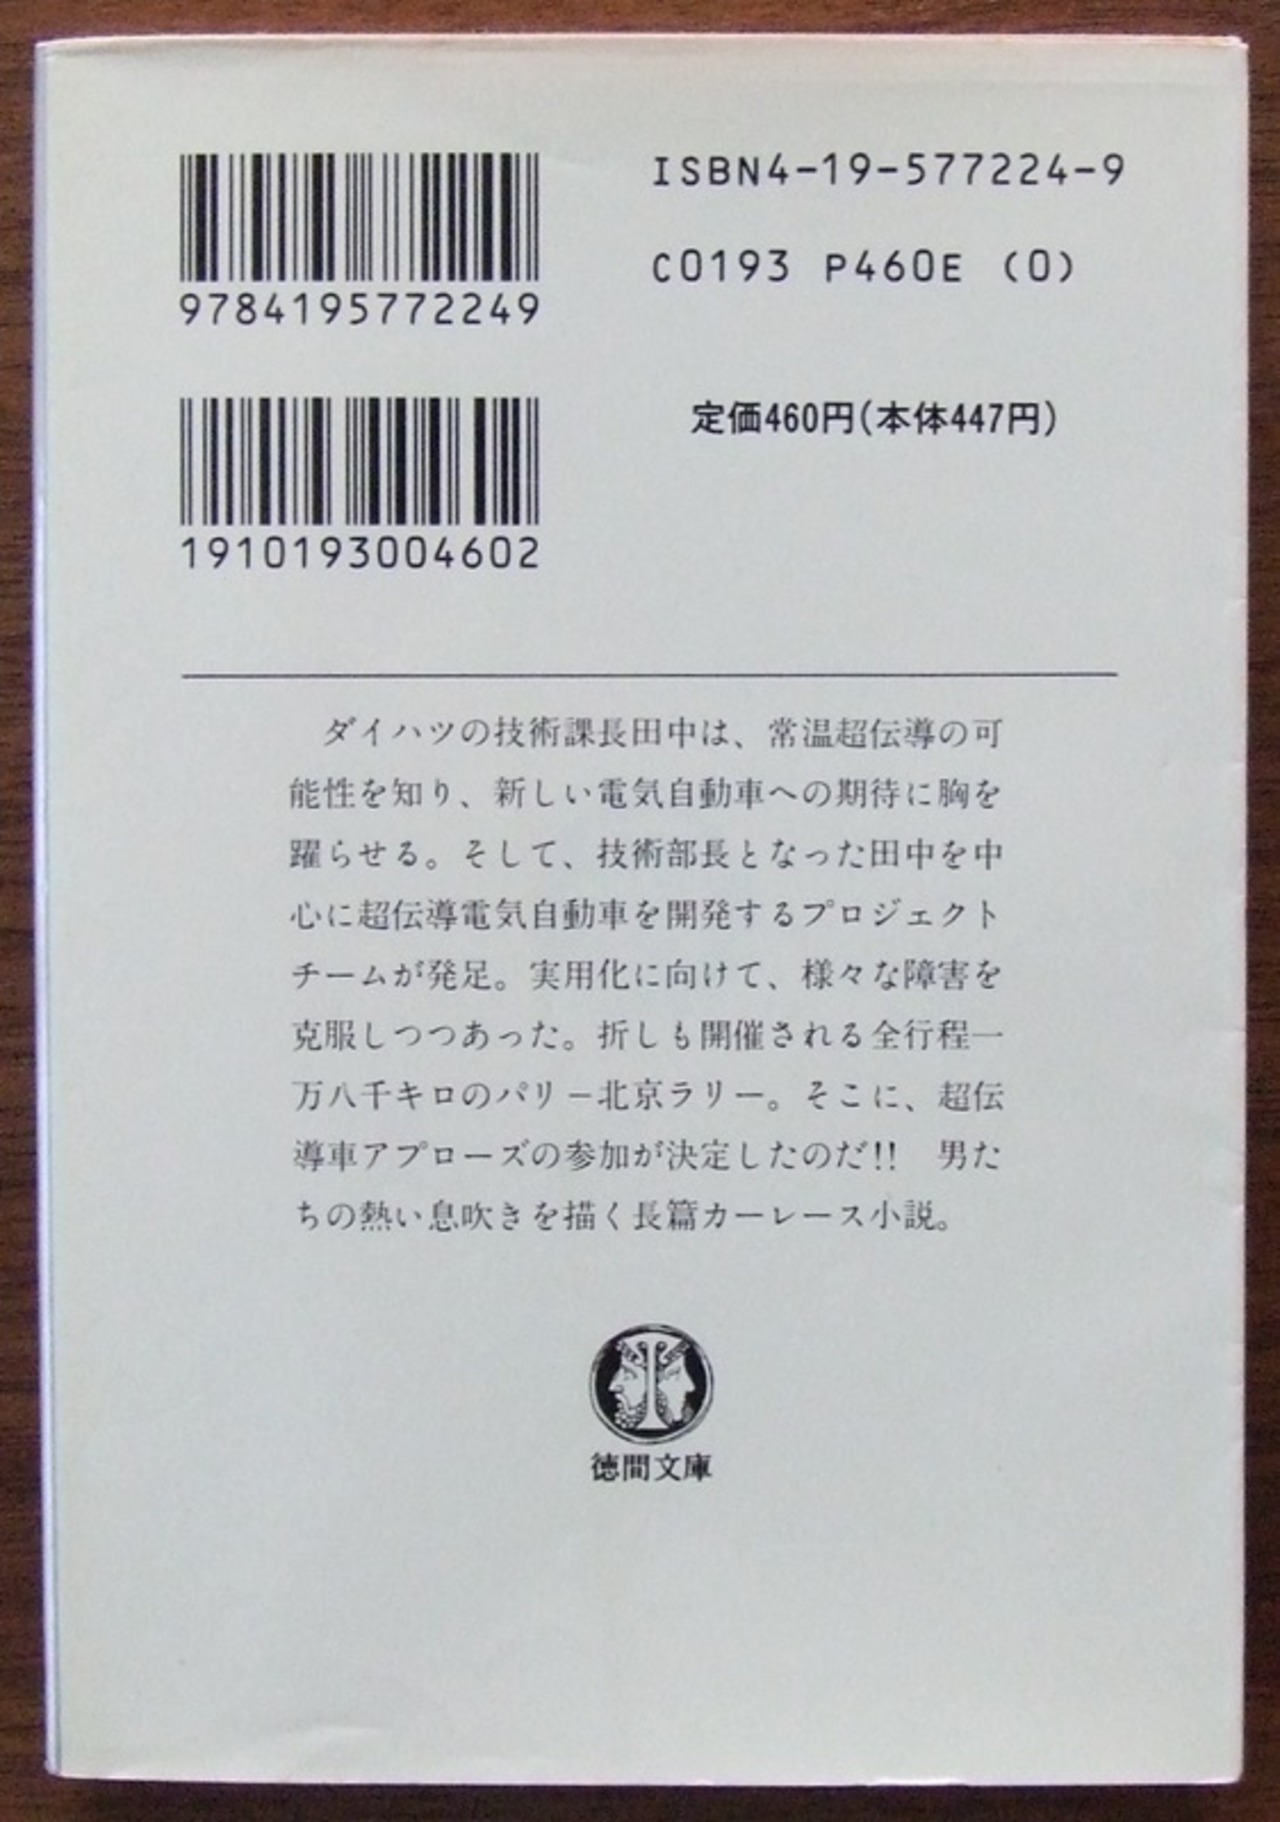 ISBN4-19-577224-9
C0193 P460E (0)
9784195772249
定価460円(本体447円)
1910193004602
ダイハツの技術課長田中は、常温超伝導の可
能性を知り、新しい電気自動車への期待に胸を
躍らせる。そして、技術部長となった田中を中
心に超伝導電気自動車を開発するプロジェクト
チームが発足。実用化に向けて、様々な障害を
克服しつつあった。折しも開催される全行程一
万八千キロのパリ−北京ラリー。そこに、超伝
導車アプローズの参加が決定したのだ!! 男た
ちの熱い息吹きを描く長篇カーレース小説。
徳間文庫